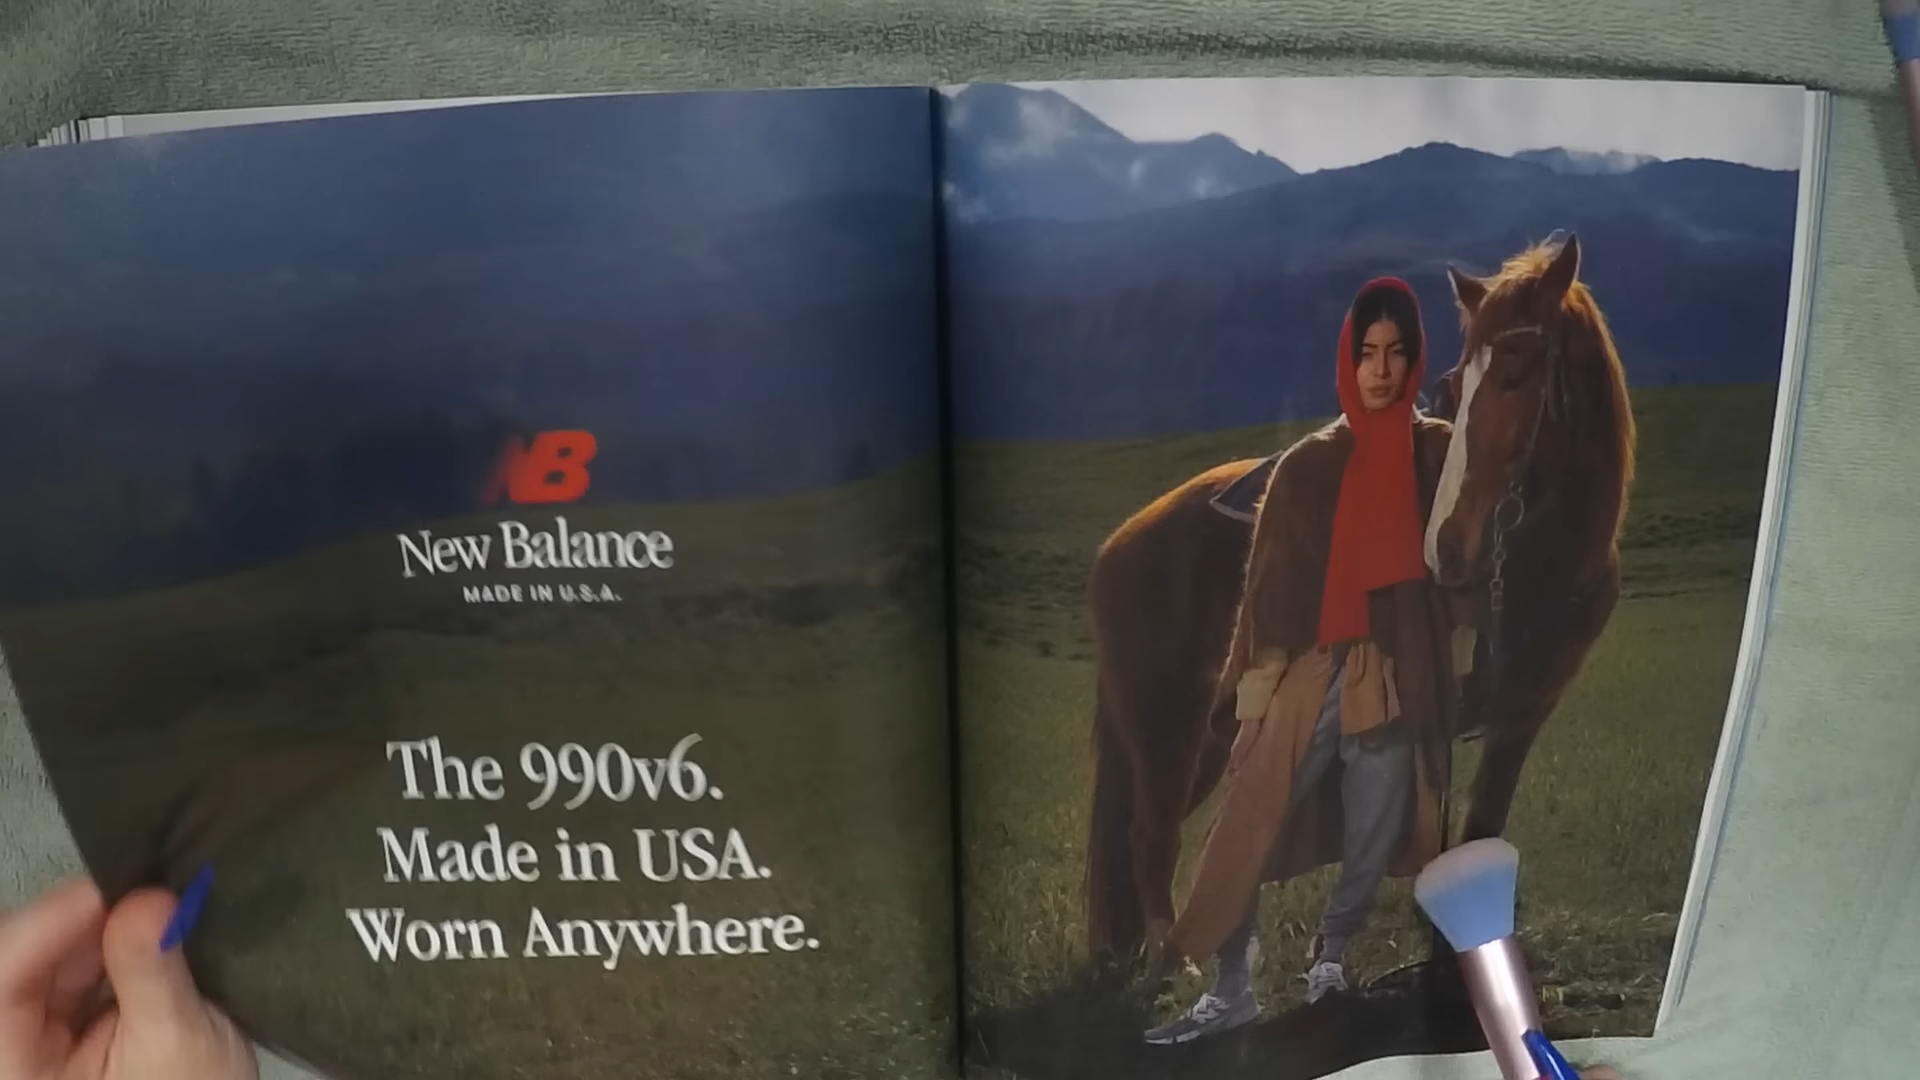 NB
New Balance
MADE IN U.S.A.
The 990v6.
Made in USA.
Worn Anywhere.